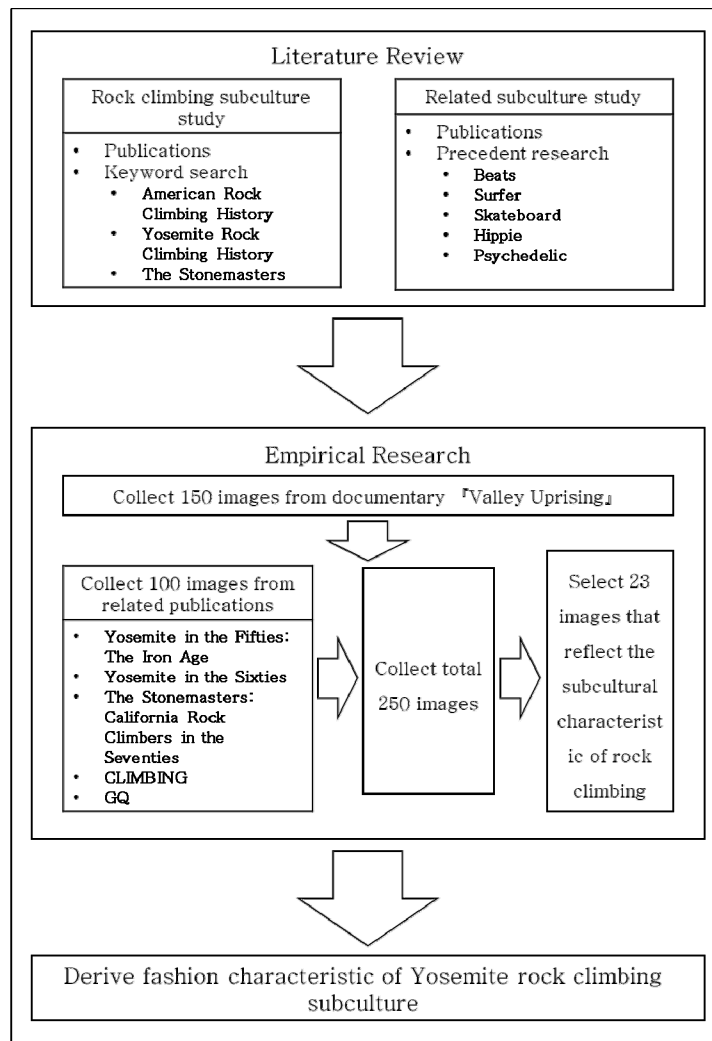 Literature Review
Rock climbing subculture
study
• Publications
• Keyword search
• American Rock
Climbing History
• Yosemite Rock
Climbing History
• The Stonemasters
Related subculture study
• Publications
• Precedent research
• Beats
• Surfer
• Skateboard
• Hippie
• Psychedelic
Empirical Research
Collect 150 images from documentary 『Valley Uprising』
Collect 100 images from
related publications
• Yosemite in the Fifties:
The Iron Age
• Yosemite in the Sixties
• The Stonemasters:
California Rock
Climbers in the
Seventies
• CLIMBING
• GQ
Collect total
250 images
Select 23
images that
reflect the
subcultural
characterist
ic of rock
climbing
Derive fashion characteristic of Yosemite rock climbing
subculture